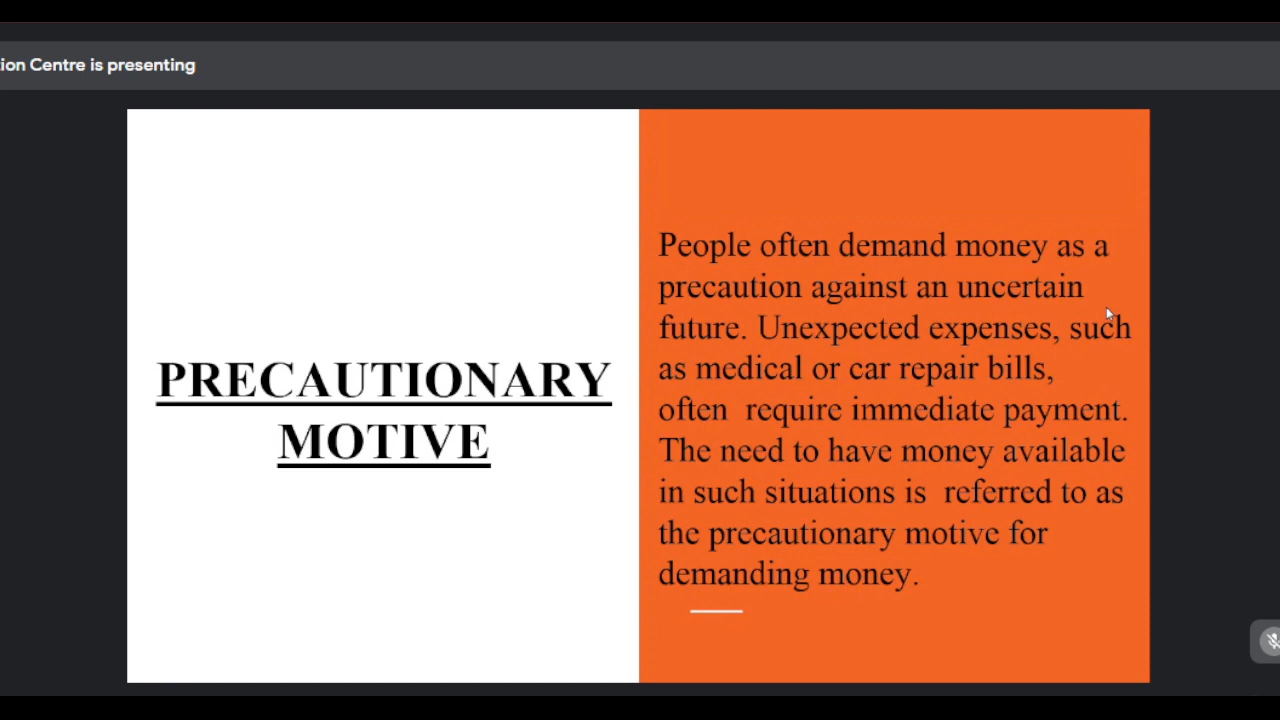 ion Centre is presenting
PRECAUTIONARY
MOTIVE
People often demand money as a
precaution against an uncertain
future. Unexpected expenses, such
as medical or car repair bills,
often require immediate payment.
The need to have money available
in such situations is referred to as
the precautionary motive for
demanding money.